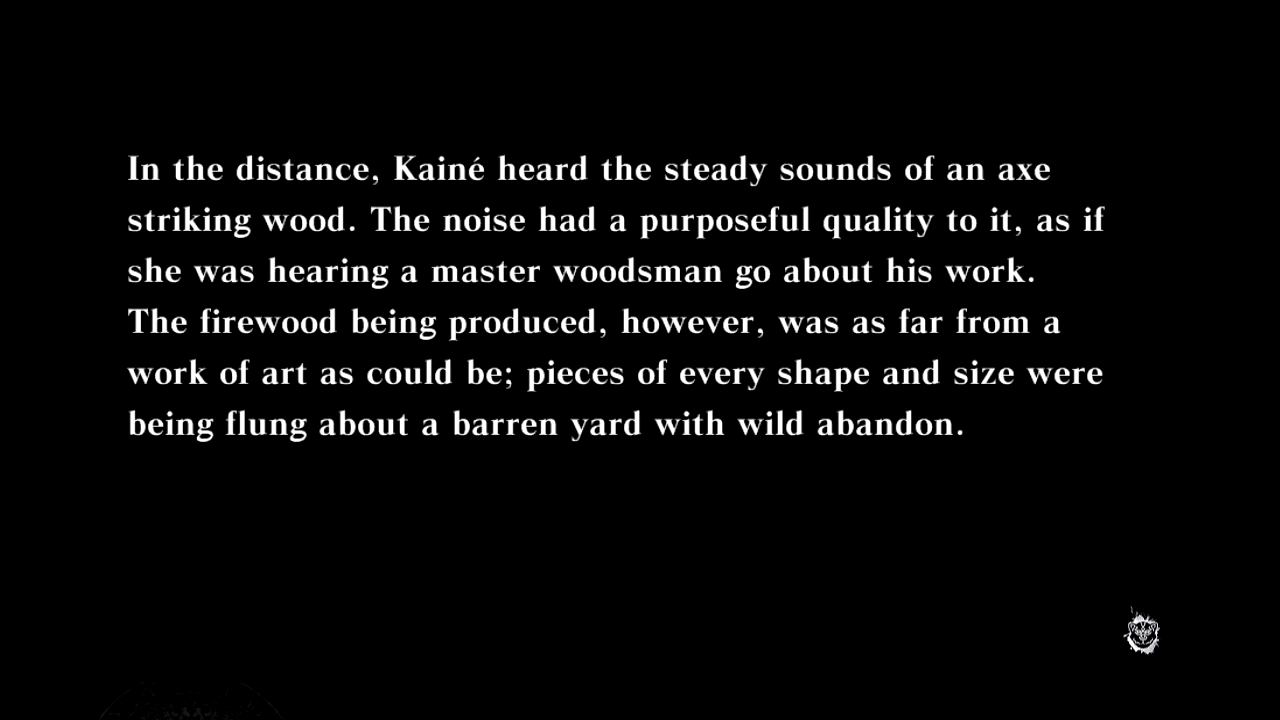 In the distance, Kainé heard the steady sounds of an axe
striking wood. The noise had a purposeful quality to it, as if
she was hearing a master woodsman go about his work.
The firewood being produced, however, was as far from a
work of art as could be; pieces of every shape and size were
being flung about a barren yard with wild abandon.